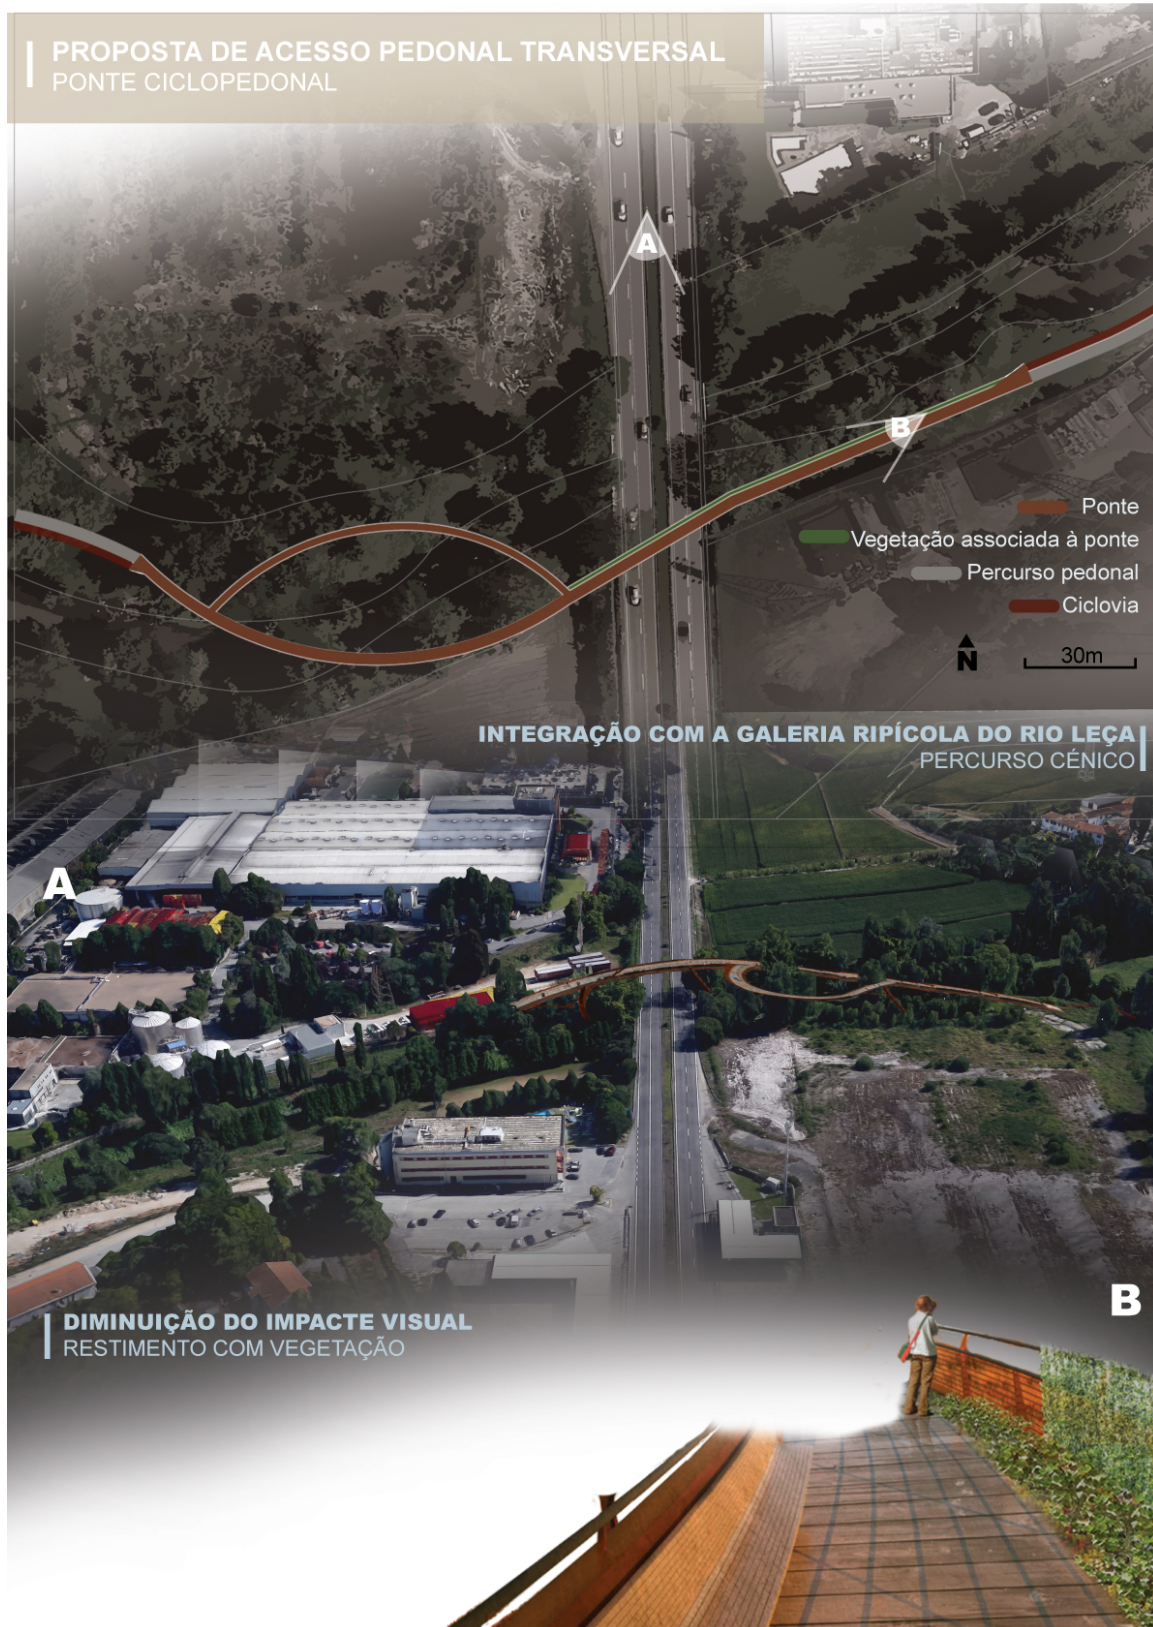 PROPOSTA DE ACESSO PEDONAL TRANSVERSAL
PONTE CICLOPEDONAL
A
B
Ponte
Vegetação associada à ponte
Percurso pedonal
Ciclovia
N
30m
INTEGRAÇÃO COM A GALERIA RIPÍCOLA DO RIO LEÇA
PERCURSO CÉNICO
A
B
DIMINUIÇÃO DO IMPACTE VISUAL
RESTIMENTO COM VEGETAÇÃO